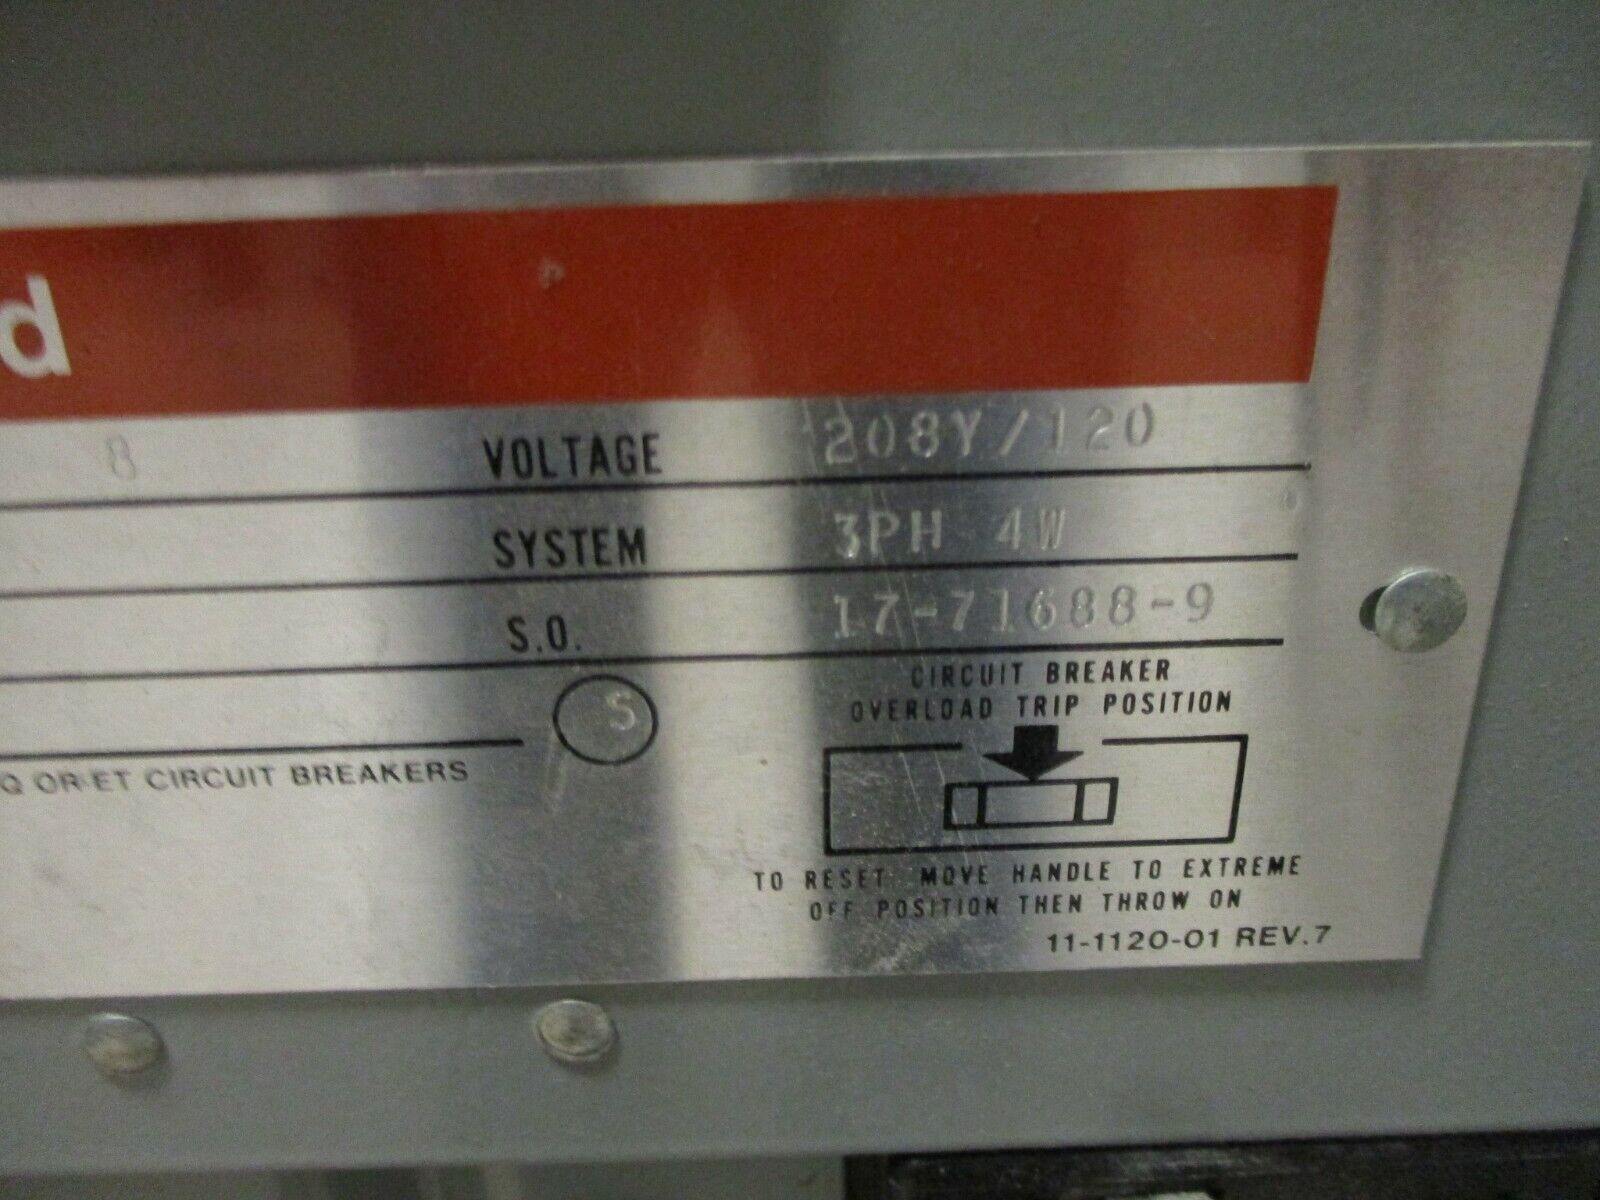 d
8 VOLTAGE 208Y/120
SYSTEM 3PH 4W
S.O. 17-71688-9
S
Q OR ET CIRCUIT BREAKERS
CIRCUIT BREAKER
OVERLOAD TRIP POSITION
TO RESET MOVE HANDLE TO EXTREME
OFF POSITION THEN THROW ON
11-1120-01 REV.7